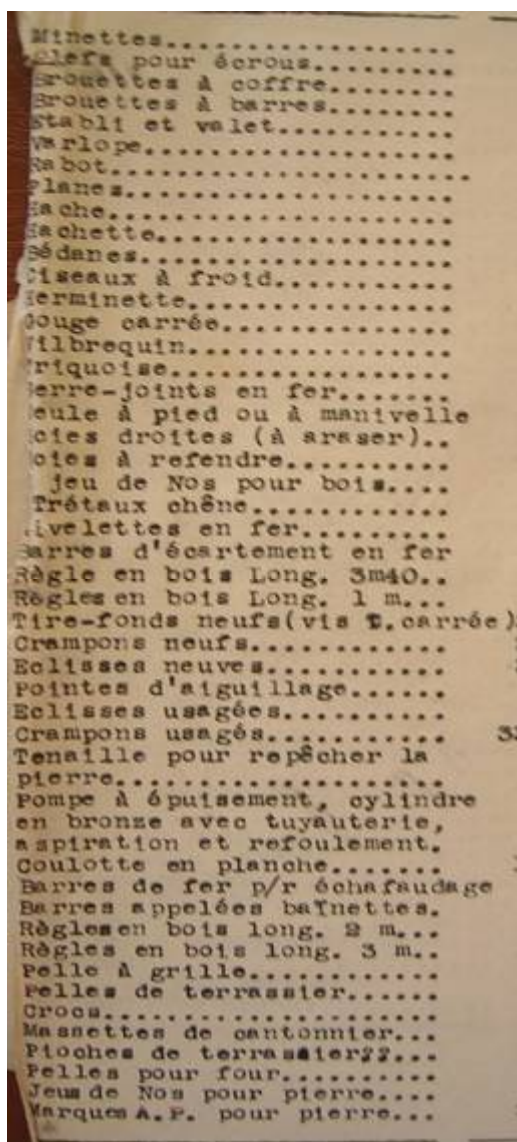 Minettes....................
Clefs pour écrous.........
Brouettes à coffre........
Brouettes à barres........
Etabli et valet...........
Varlope....................
Rabot......................
Planes.....................
Hache......................
Hachette...................
Bédanes....................
Ciseaux à froid...........
Herminette.................
Gouge carrée..............
Vilbrequin.................
Triquoise..................
Serre-joints en fer.......
Meule à pied ou à manivelle
Scies droites (à araser)..
Scies à refendre..........
jeu de Nos pour bois....
Trétaux chêne............
Nivelettes en fer.........
Barres d'écartement en fer
Règle en bois Long. 3m40..
Règles en bois Long. 1 m...
Tire-fonds neufs(vis T.carrée)
Crampons neufs............
Eclisses neuves...........
Pointes d'aiguillage......
Eclisses usagées..........
Crampons usagés...........
Tenaille pour repêcher la
pierre....................
Pompe à épuisement, cylindre
en bronze avec tuyauterie,
aspiration et refoulement.
Coulotte en planche.......
Barres de fer p/r échafaudage
Barres appelées baïnettes.
Règles en bois long. 2 m...
Règles en bois long. 3 m..
Pelle à grille............
Pelles de terrassier......
Crocs.....................
Massettes de cantonnier...
Pioches de terrassier??...
Pelles pour four..........
Jeus de Nos pour pierre....
Marques A.P. pour pierre...